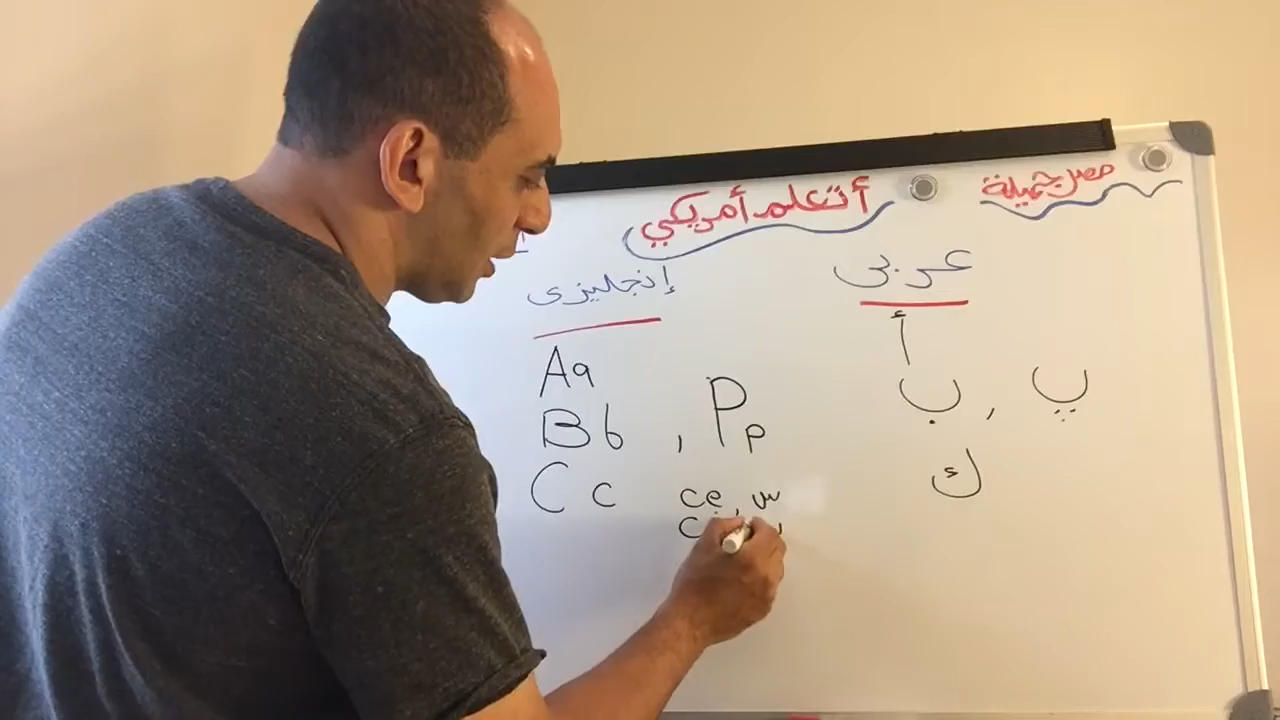 مصر جميلة
أتعلم أمريكي
عربى
إنجليزى
أ
Aa
ب , پ
Bb , Pp
ك
Cc ce , س